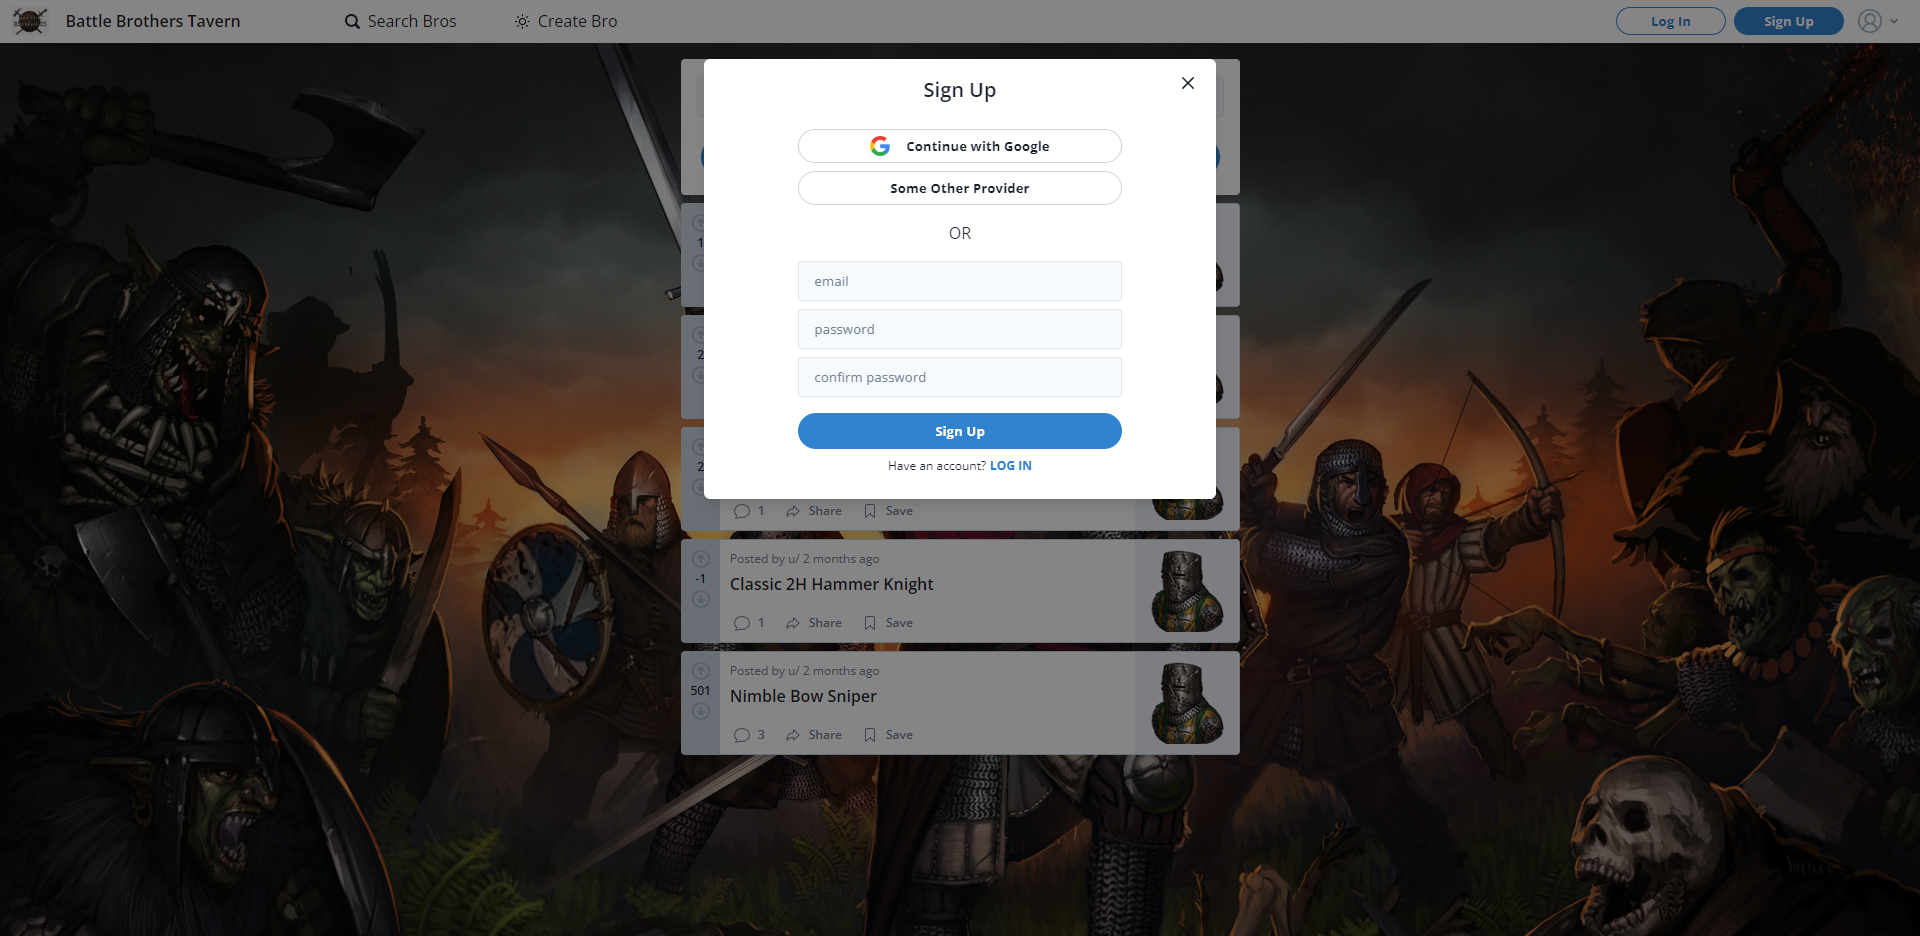 Battle Brothers Tavern
Search Bros
Create Bro
Log In
Sign Up
Sign Up
Continue with Google
Some Other Provider
OR
email
password
confirm password
Sign Up
Have an account? LOG IN
1
2
2
1 Share Save
Posted by u/ 2 months ago
-1
Classic 2H Hammer Knight
1 Share Save
Posted by u/ 2 months ago
501
Nimble Bow Sniper
3 Share Save